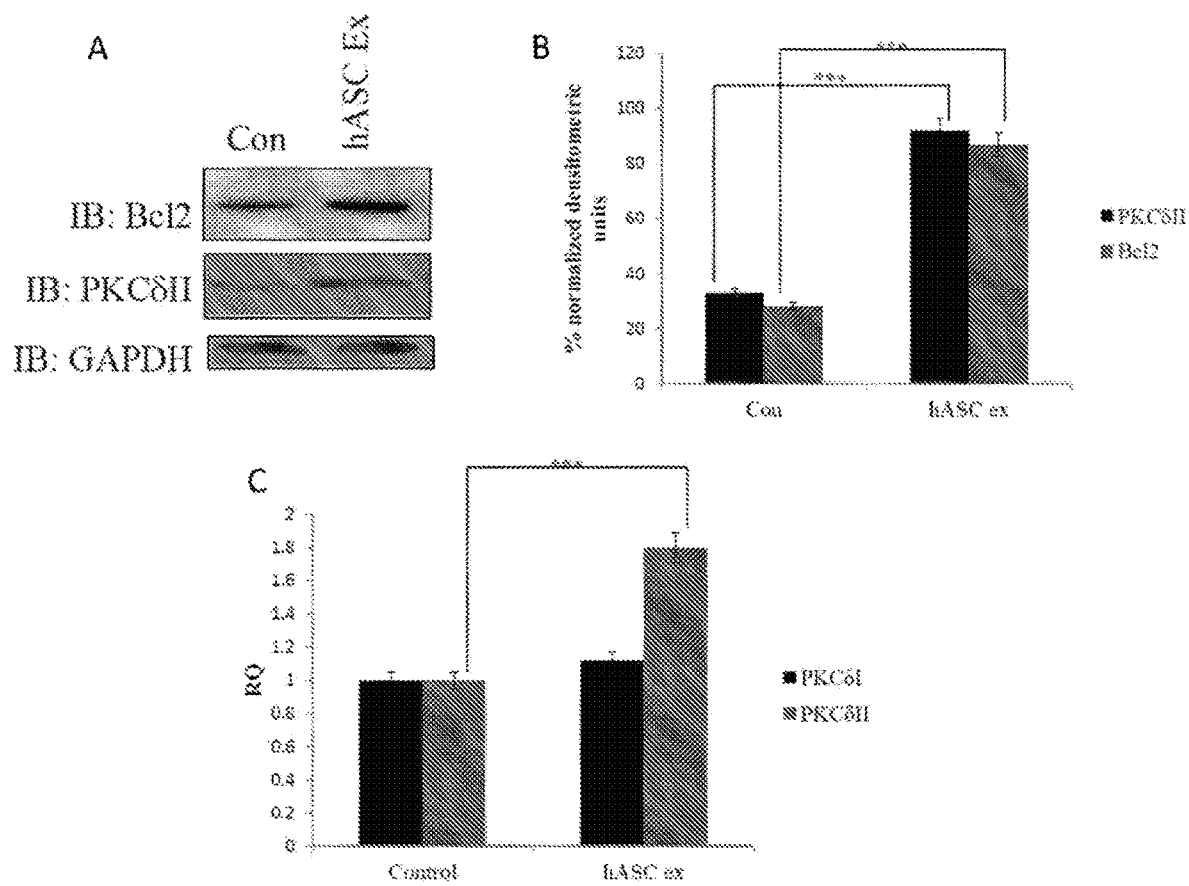 A
Con
hASC Ex
IB: Bcl2
IB: PKCδII
IB: GAPDH
B
% normalized densitometric
units
120
100
80
60
40
20
0
***
***
Con
hASC ex
PKCδII
Bcl2
C
RQ
2
1.8
1.6
1.4
1.2
1
0.8
0.6
0.4
0.2
0
***
Control
hASC ex
PKCδI
PKCδII